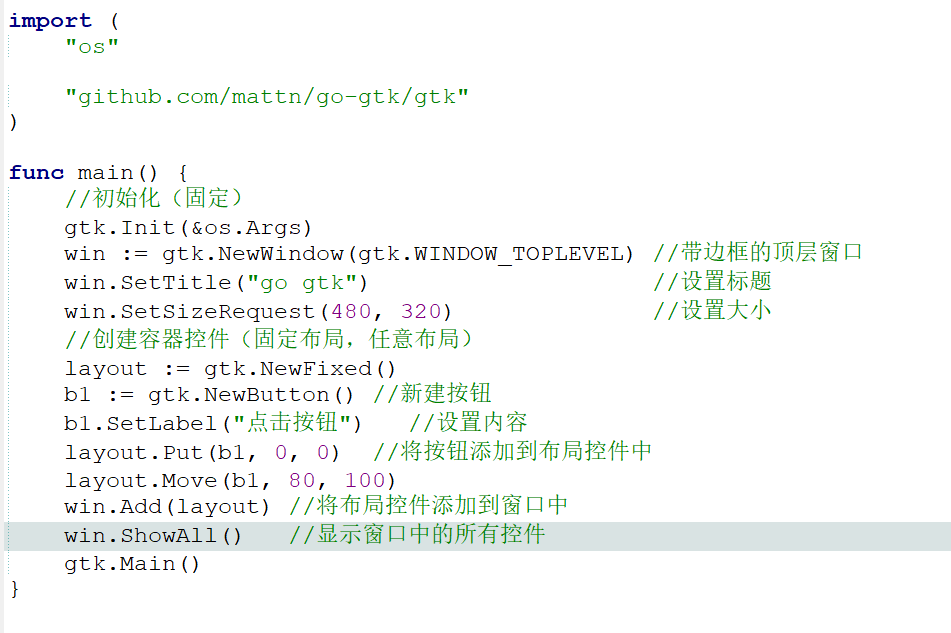 import (
"os"
"github.com/mattn/go-gtk/gtk"
)
func main() {
//初始化（固定）
gtk.Init(&os.Args)
win := gtk.NewWindow(gtk.WINDOW_TOPLEVEL) //带边框的顶层窗口
win.SetTitle("go gtk") //设置标题
win.SetSizeRequest(480, 320) //设置大小
//创建容器控件（固定布局，任意布局）
layout := gtk.NewFixed()
b1 := gtk.NewButton() //新建按钮
b1.SetLabel("点击按钮") //设置内容
layout.Put(b1, 0, 0) //将按钮添加到布局控件中
layout.Move(b1, 80, 100)
win.Add(layout) //将布局控件添加到窗口中
win.ShowAll() //显示窗口中的所有控件
gtk.Main()
}